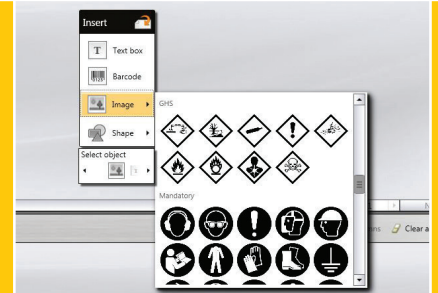 Insert
T Text box
Barcode
Image
Shape
Select object
GHS
Mandatory
Clear a